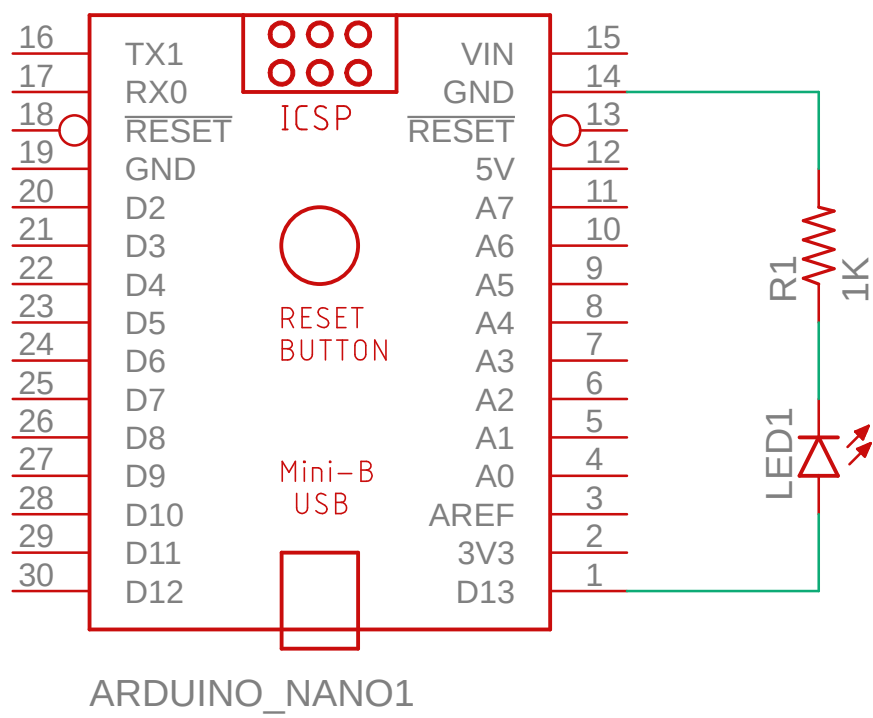 16 TX1 VIN 15
17 RX0 GND 14
18 RESET ICSP RESET 13
19 GND 5V 12
20 D2 A7 11
21 D3 A6 10
22 D4 A5 9
23 D5 RESET A4 8
24 D6 BUTTON A3 7
25 D7 A2 6
26 D8 A1 5
27 D9 Mini-B A0 4
28 D10 USB AREF 3
29 D11 3V3 2
30 D12 D13 1
R1
1K
LED1
ARDUINO_NANO1